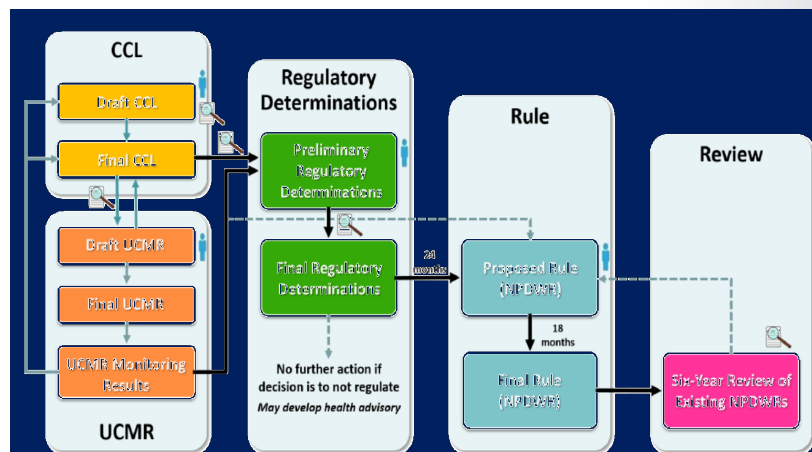 CCL
Draft CCL
Final CCL
Draft UCMR
Final UCMR
UCMR Monitoring
Results
UCMR
Regulatory
Determinations
Preliminary
Regulatory
Determinations
Final Regulatory
Determinations
No further action if
decision is to not regulate
May develop health advisory
24
months
Rule
Proposed Rule
(NPDWR)
18
months
Final Rule
(NPDWR)
Review
Six-Year Review of
Existing NPDWRs